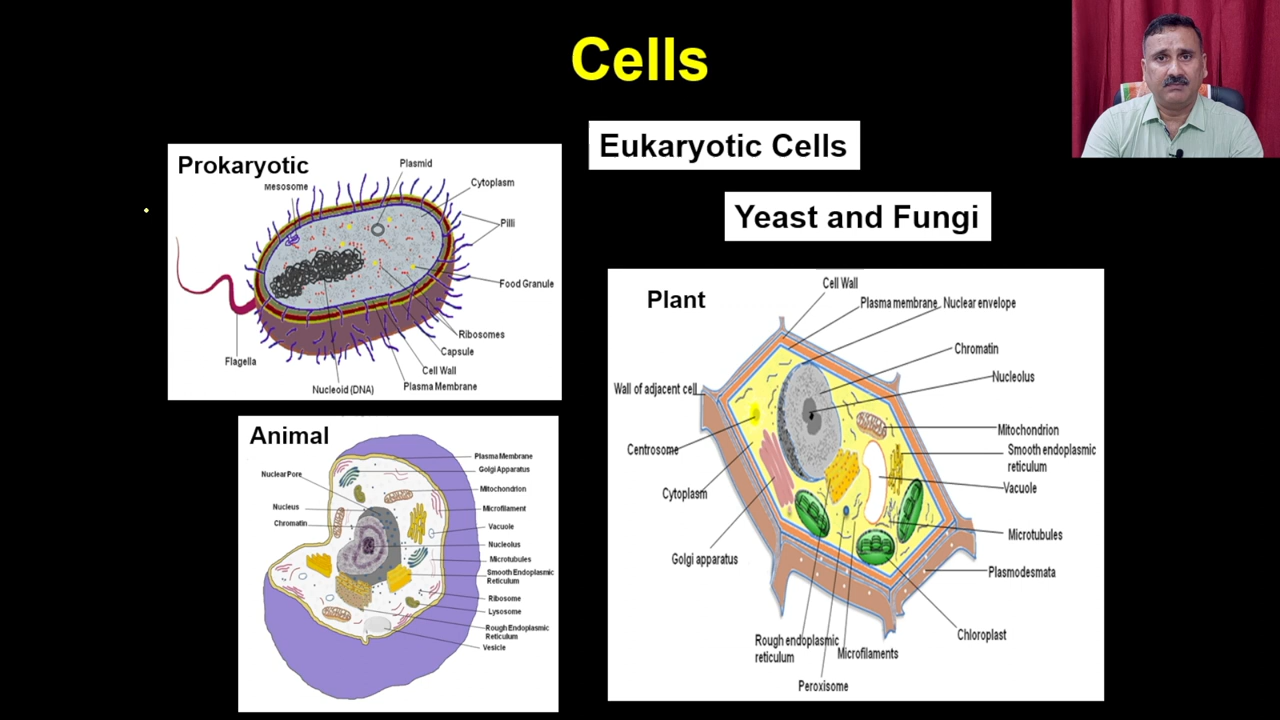 Cells
Eukaryotic Cells
Yeast and Fungi
Prokaryotic
Plasmid
Mesosome
Cytoplasm
Pilli
Food Granule
Ribosomes
Capsule
Cell Wall
Plasma Membrane
Flagella
Nucleoid (DNA)
Animal
Plasma Membrane
Golgi Apparatus
Nuclear Pore
Mitochondrion
Nucleus
Microfilament
Chromatin
Vacuole
Nucleolus
Microtubules
Smooth Endoplasmic
Reticulum
Ribosome
Lysosome
Rough Endoplasmic
Reticulum
Vesicle
Plant
Cell Wall
Plasma membrane
Nuclear envelope
Chromatin
Nucleolus
Wall of adjacent cell
Mitochondrion
Centrosome
Smooth endoplasmic
reticulum
Vacuole
Cytoplasm
Microtubules
Golgi apparatus
Plasmodesmata
Chloroplast
Rough endoplasmic
reticulum
Microfilaments
Peroxisome